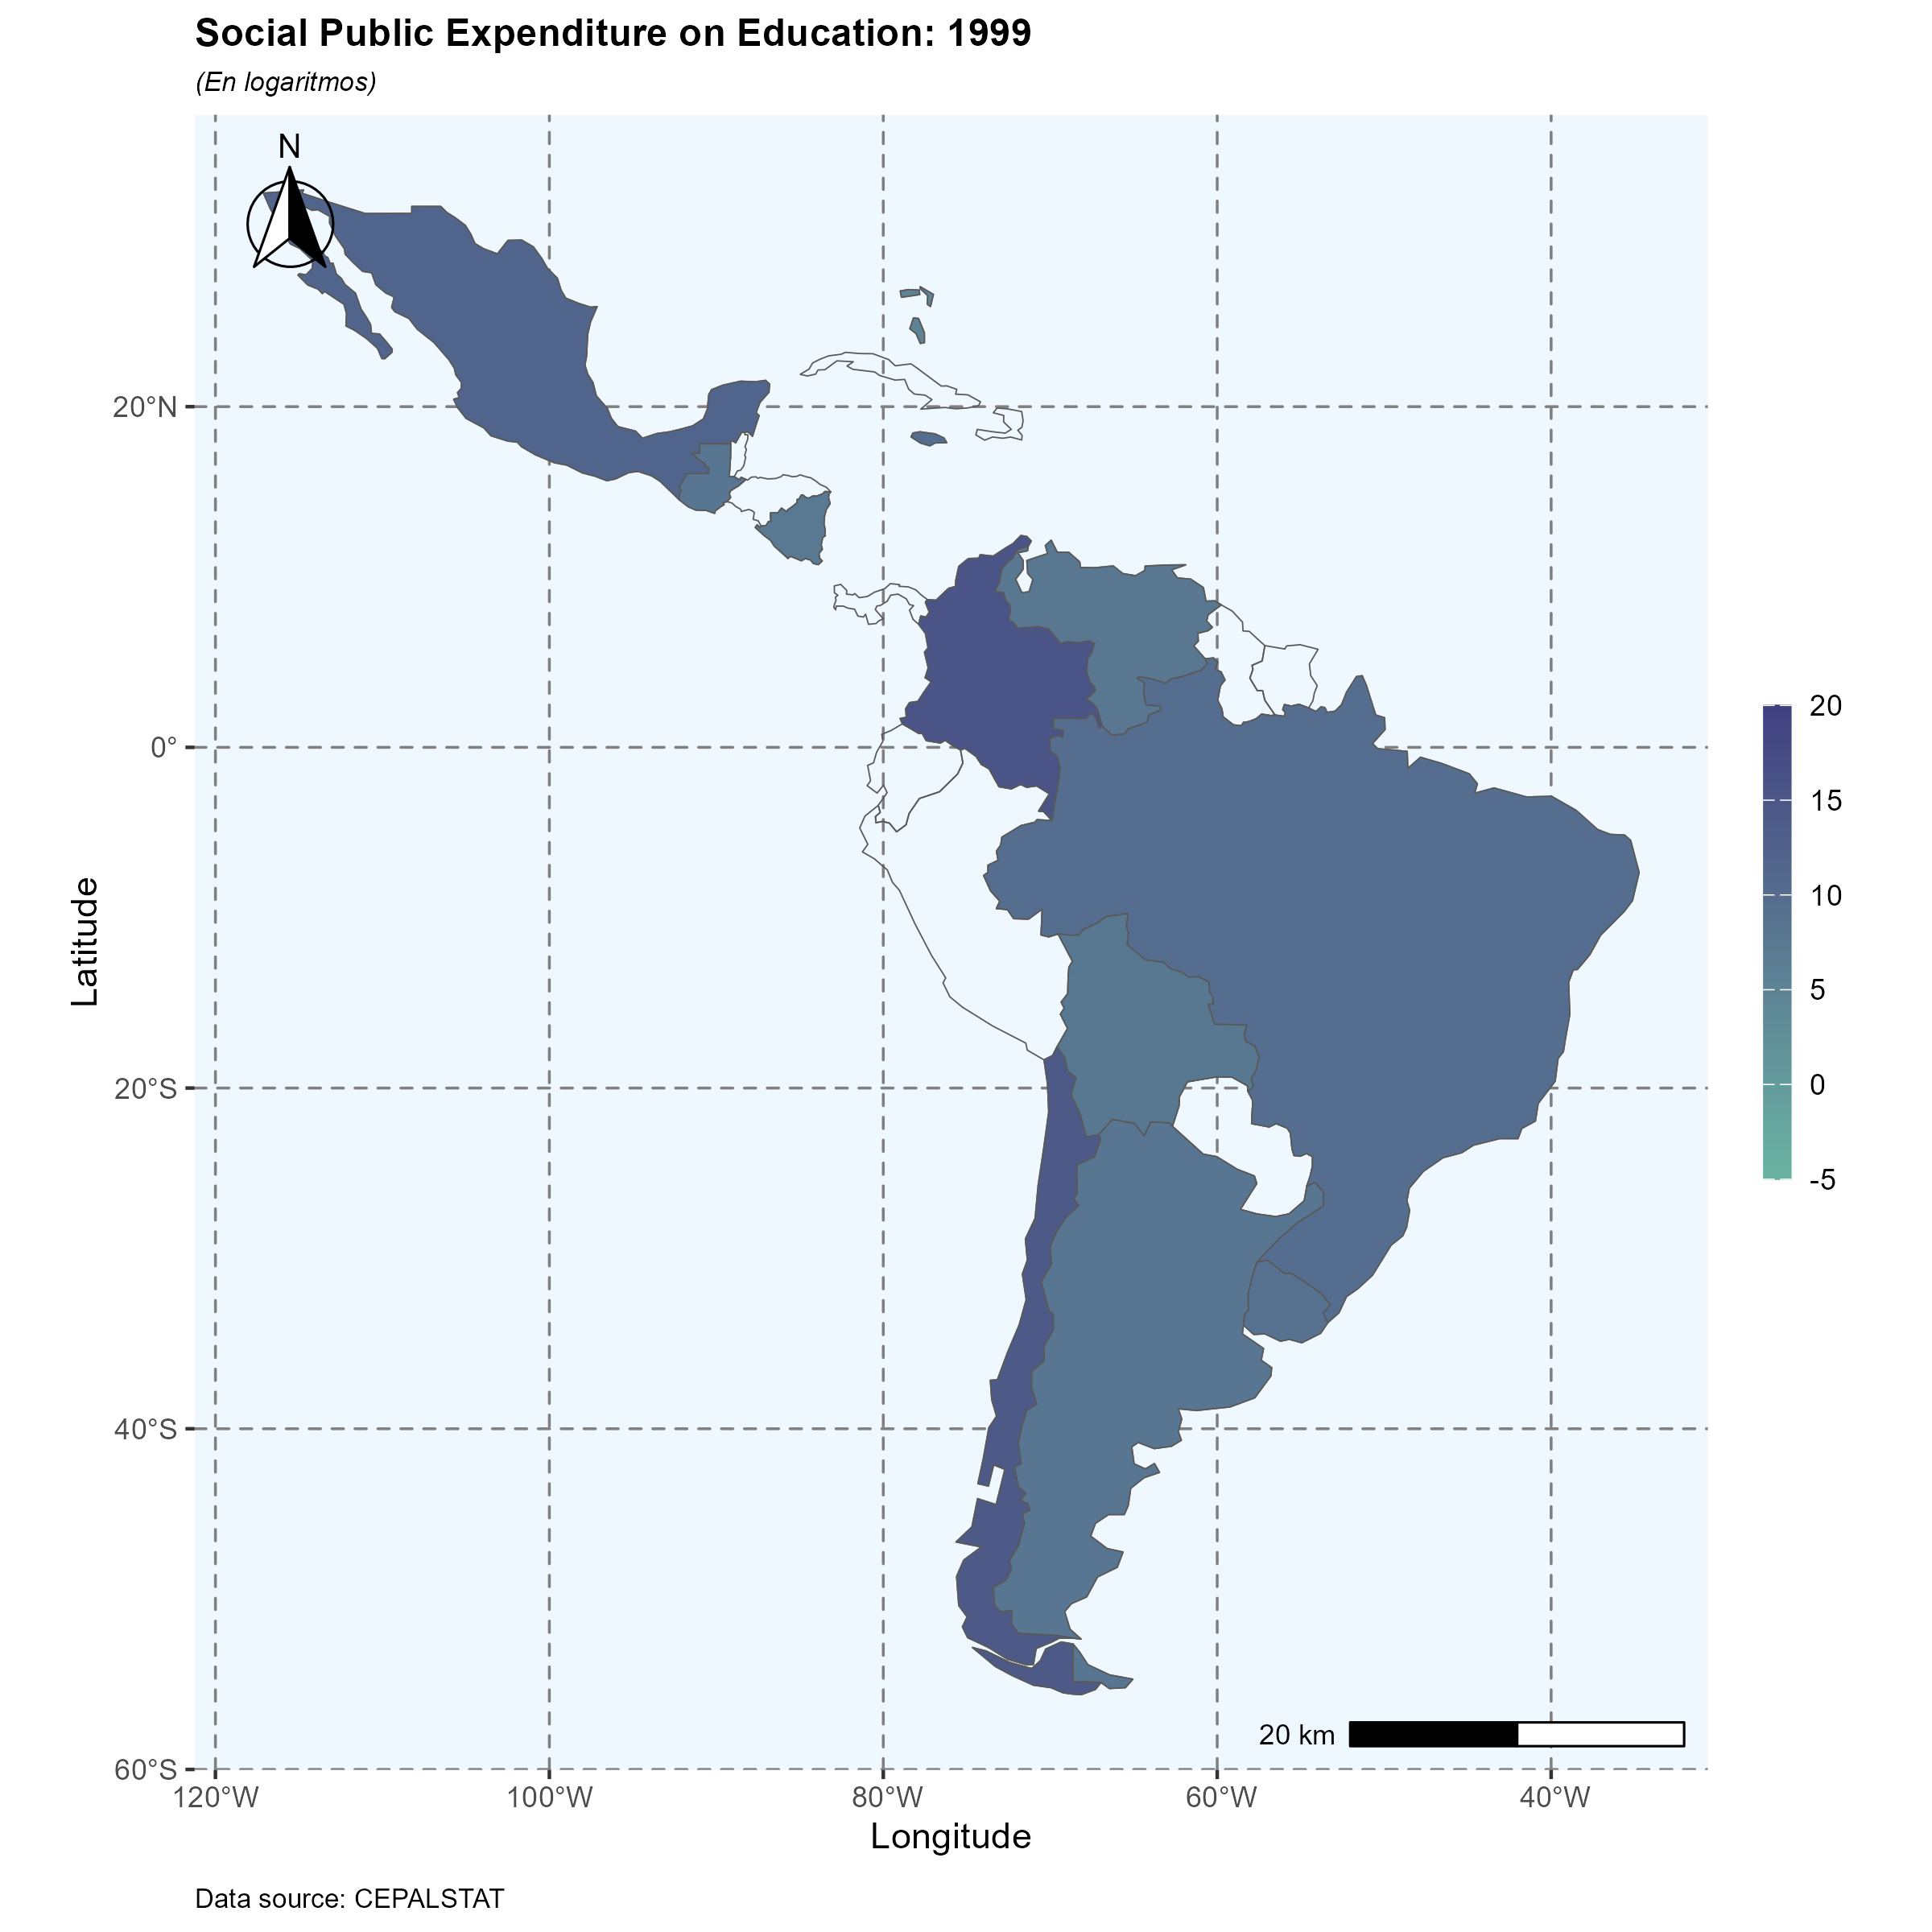 Social Public Expenditure on Education: 1999
(En logaritmos)
N
20°N
0°
20°S
40°S
60°S
Latitude
20
15
10
5
0
-5
20 km
120°W 100°W 80°W 60°W 40°W
Longitude
Data source: CEPALSTAT